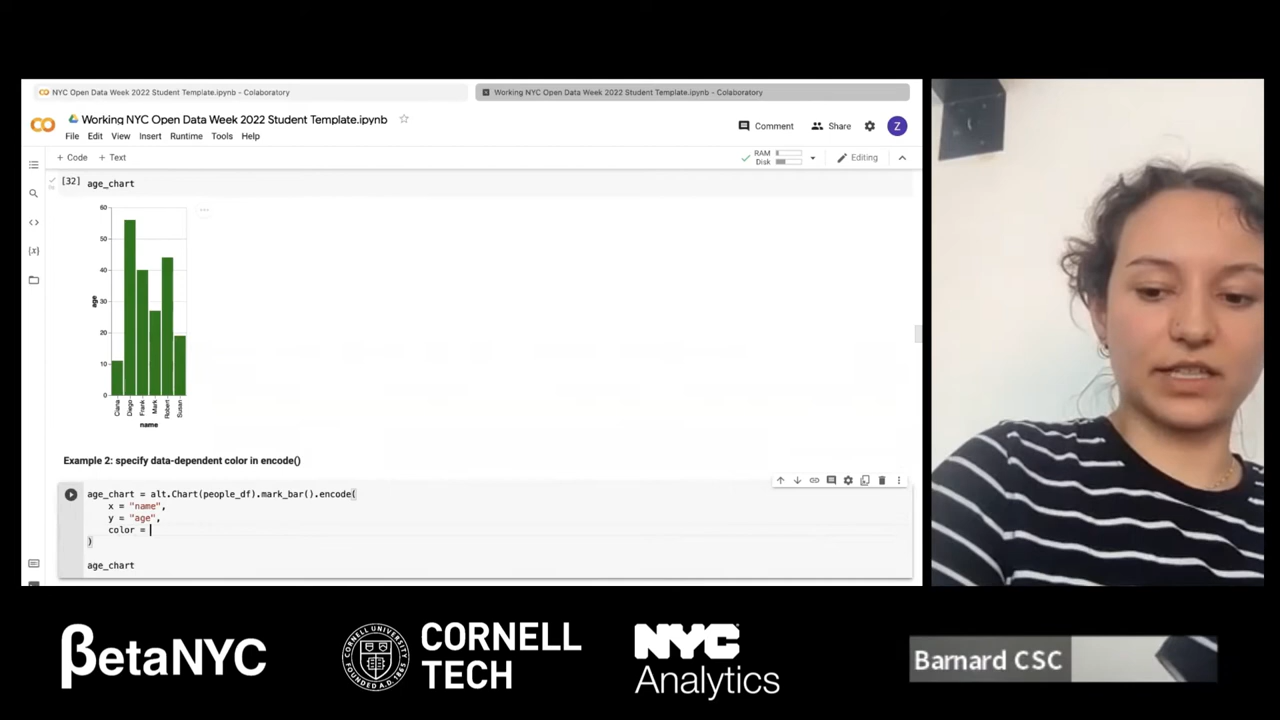 NYC Open Data Week 2022 Student Template.ipynb - Colaboratory
Working NYC Open Data Week 2022 Student Template.ipynb - Colaboratory
Working NYC Open Data Week 2022 Student Template.ipynb
File Edit View Insert Runtime Tools Help
Comment
Share
Z
+ Code + Text
RAM
Disk
Editing
[32] age_chart
60
50
40
30
20
10
0
age
Ciana
Diego
Frank
Mark
Robert
Susan
name
Example 2: specify data-dependent color in encode()
age_chart = alt.Chart(people_df).mark_bar().encode(
x = "name",
y = "age",
color =
)
age_chart
βetaNYC
CORNELL
TECH
NYC
Analytics
Barnard CSC